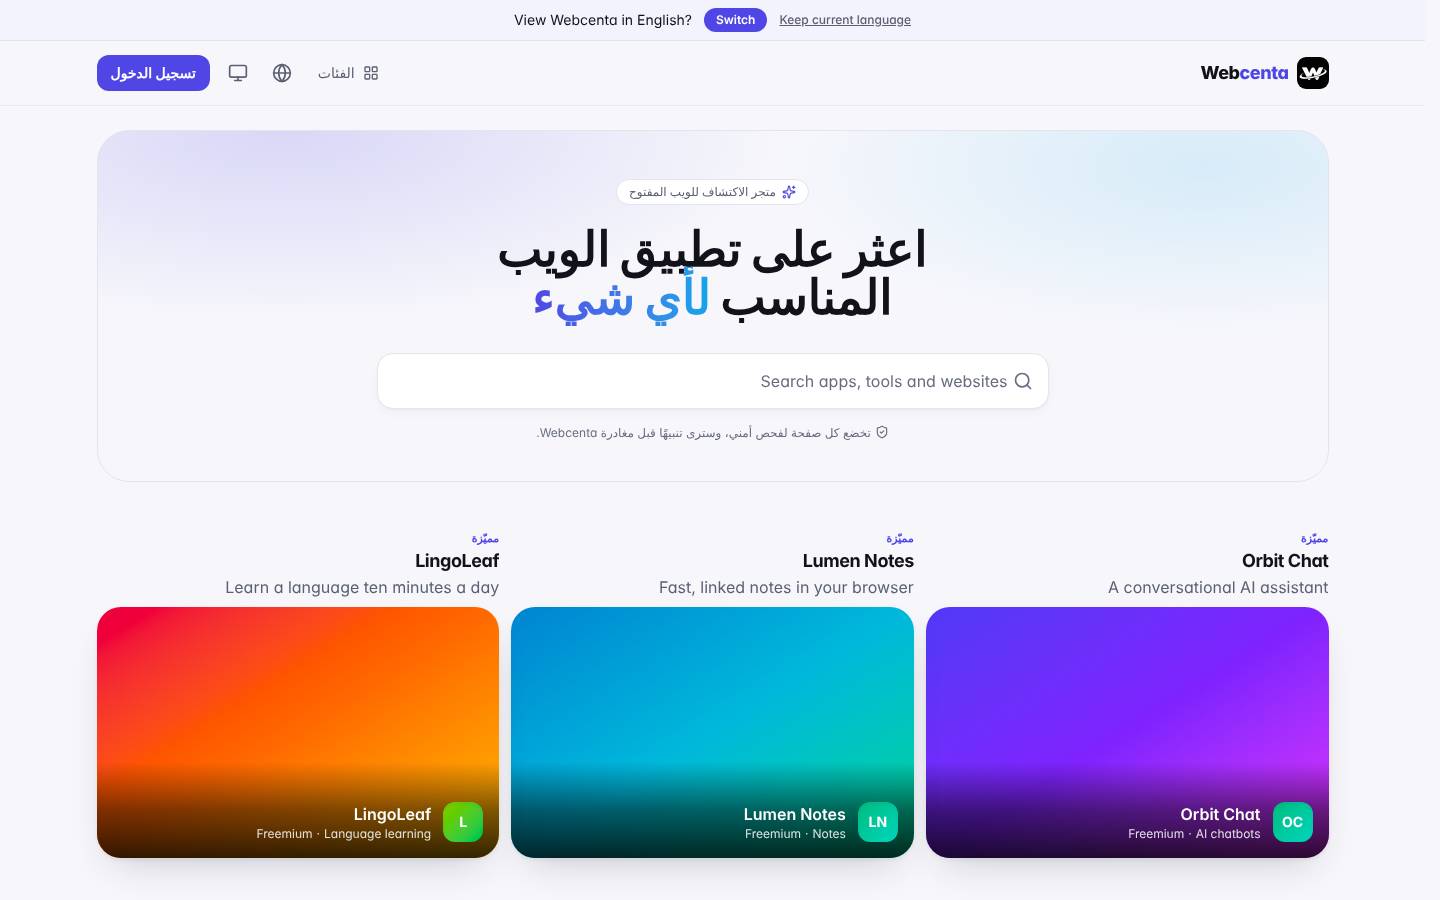 View Webcenta in English? Switch Keep current language
Webcenta
الفئات
تسجيل الدخول
متجر الاكتشاف للويب المفتوح
اعثر على تطبيق الويب
المناسب لأي شيء
Search apps, tools and websites
تخضع كل صفحة لفحص أمني، وسترى تنبيهًا قبل مغادرة Webcenta.
مميّزة
Orbit Chat
A conversational AI assistant
OC
Orbit Chat
Freemium · AI chatbots
مميّزة
Lumen Notes
Fast, linked notes in your browser
LN
Lumen Notes
Freemium · Notes
مميّزة
LingoLeaf
Learn a language ten minutes a day
L
LingoLeaf
Freemium · Language learning